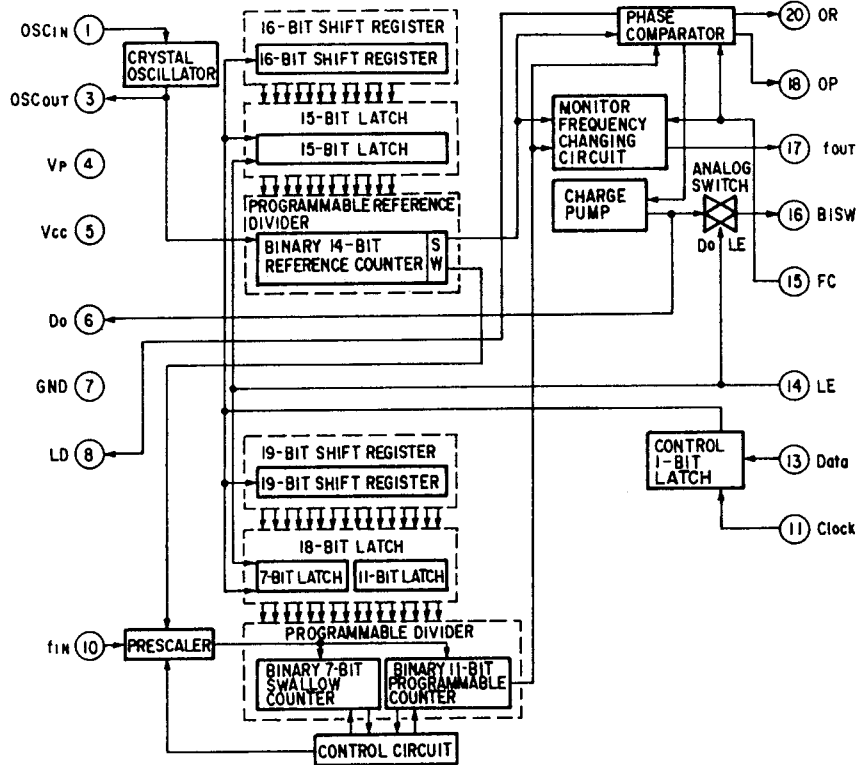 OSCIN 1
CRYSTAL
OSCILLATOR
OSCOUT 3
VP 4
VCC 5
DO 6
GND 7
LD 8
fIN 10
PRESCALER
16-BIT SHIFT REGISTER
16-BIT SHIFT REGISTER
15-BIT LATCH
15-BIT LATCH
PROGRAMMABLE REFERENCE
DIVIDER
BINARY 14-BIT
REFERENCE COUNTER
S
W
19-BIT SHIFT REGISTER
19-BIT SHIFT REGISTER
18-BIT LATCH
7-BIT LATCH
11-BIT LATCH
PROGRAMMABLE DIVIDER
BINARY 7-BIT
SWALLOW
COUNTER
BINARY 11-BIT
PROGRAMMABLE
COUNTER
CONTROL CIRCUIT
PHASE
COMPARATOR
MONITOR
FREQUENCY
CHANGING
CIRCUIT
CHARGE
PUMP
ANALOG
SWITCH
DO LE
CONTROL
1-BIT
LATCH
20 OR
18 OP
17 fOUT
16 BISW
15 FC
14 LE
13 Data
11 Clock